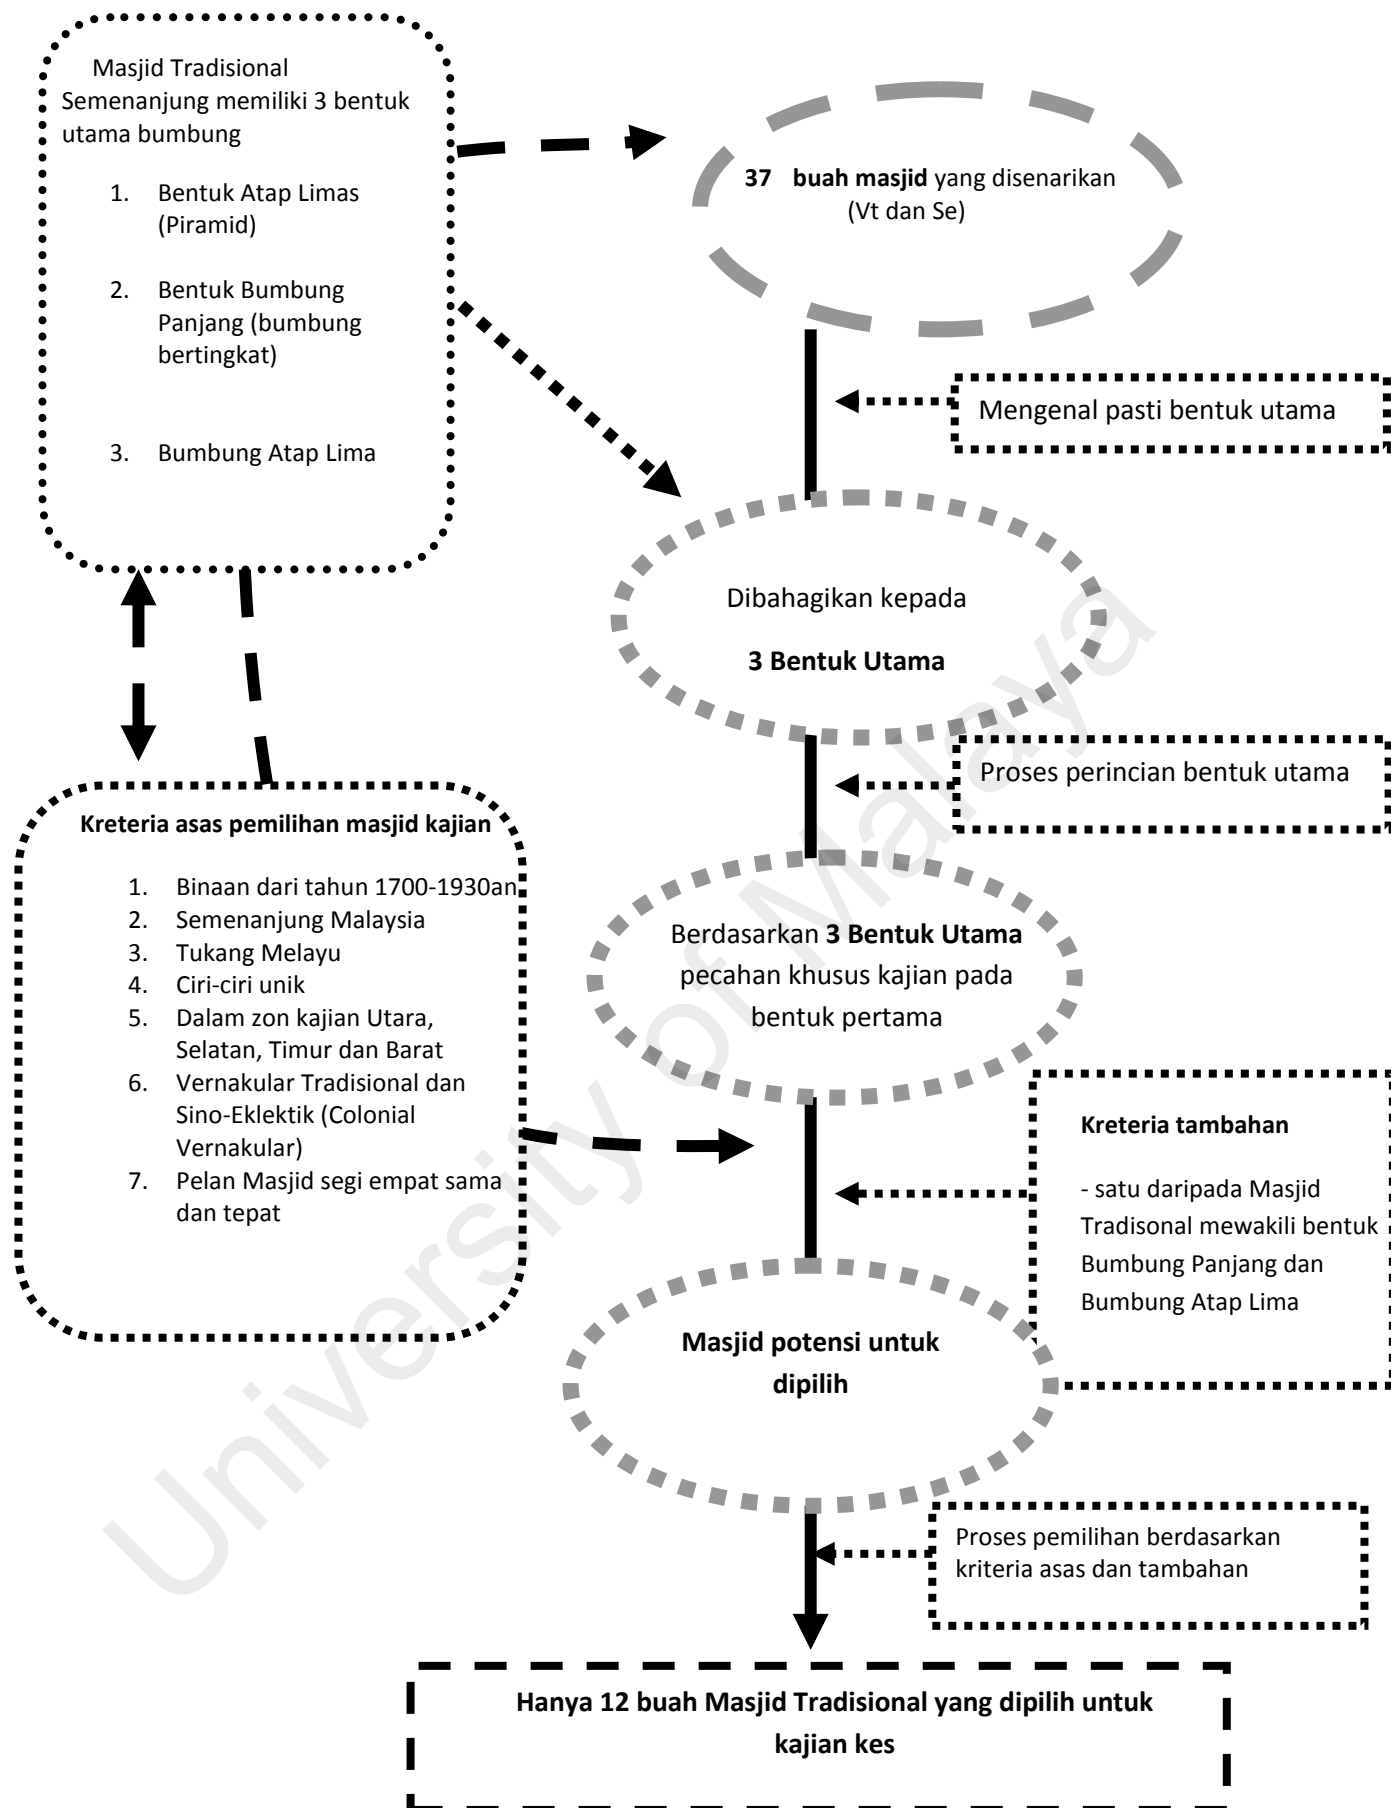 Masjid Tradisional
Semenanjung memiliki 3 bentuk
utama bumbung
1. Bentuk Atap Limas
(Piramid)
2. Bentuk Bumbung
Panjang (bumbung
bertingkat)
3. Bumbung Atap Lima
37 buah masjid yang disenarikan
(Vt dan Se)
Mengenal pasti bentuk utama
Dibahagikan kepada
3 Bentuk Utama
Proses perincian bentuk utama
Kreteria asas pemilihan masjid kajian
1. Binaan dari tahun 1700-1930an
2. Semenanjung Malaysia
3. Tukang Melayu
4. Ciri-ciri unik
5. Dalam zon kajian Utara,
Selatan, Timur dan Barat
6. Vernakular Tradisional dan
Sino-Eklektik (Colonial
Vernakular)
7. Pelan Masjid segi empat sama
dan tepat
Berdasarkan 3 Bentuk Utama
pecahan khusus kajian pada
bentuk pertama
Kreteria tambahan
- satu daripada Masjid
Tradisonal mewakili bentuk
Bumbung Panjang dan
Bumbung Atap Lima
Masjid potensi untuk
dipilih
Proses pemilihan berdasarkan
kriteria asas dan tambahan
Hanya 12 buah Masjid Tradisional yang dipilih untuk
kajian kes
University of Malaya